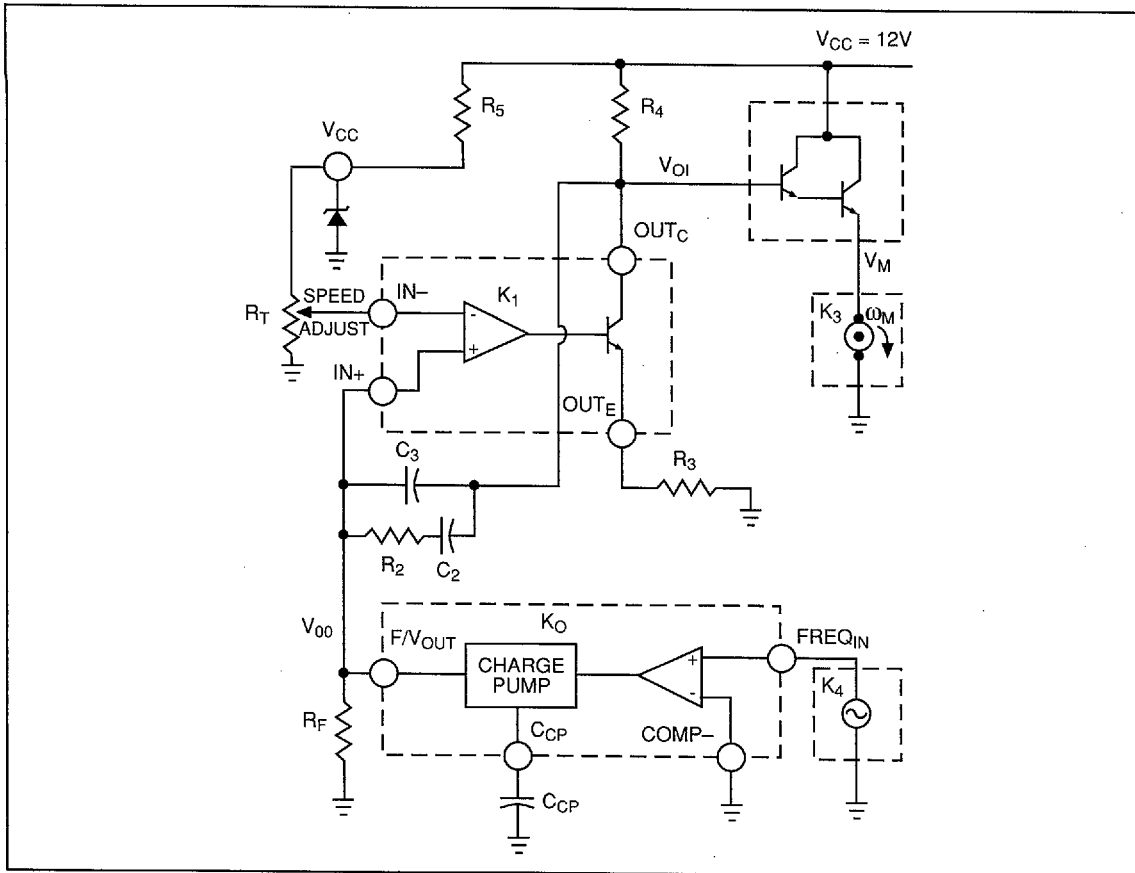 VCC = 12V
R5
R4
VCC
VOI
OUTC
VM
K1
IN–
SPEED
ADJUST
RT
K3
ωM
IN+
OUTE
C3
R3
R2
C2
V00
F/VOUT
KO
FREQIN
CHARGE
PUMP
K4
RF
COMP–
CCP
CCP